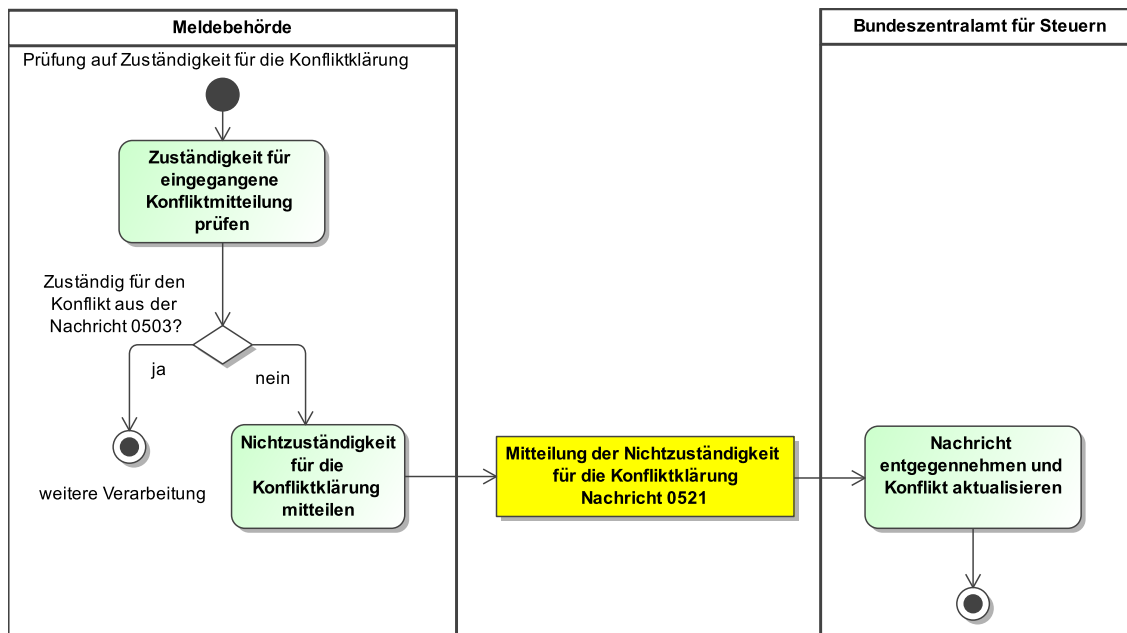 Meldebehörde
Bundeszentralamt für Steuern
Prüfung auf Zuständigkeit für die Konfliktklärung
Zuständigkeit für
eingegangene
Konfliktmitteilung
prüfen
Zuständig für den
Konflikt aus der
Nachricht 0503?
ja
nein
weitere Verarbeitung
Nichtzuständigkeit
für die
Konfliktklärung
mitteilen
Mitteilung der Nichtzuständigkeit
für die Konfliktklärung
Nachricht 0521
Nachricht
entgegennehmen und
Konflikt aktualisieren